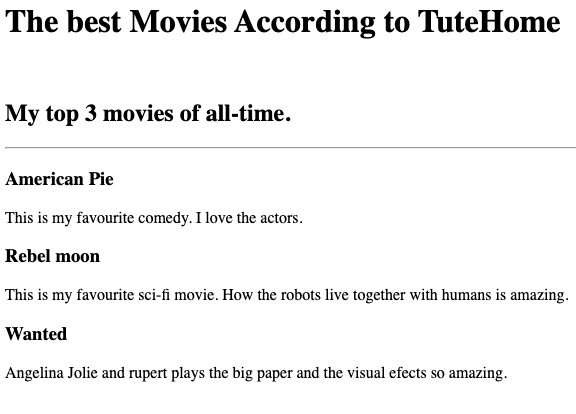 The best Movies According to TuteHome
My top 3 movies of all-time.
American Pie
This is my favourite comedy. I love the actors.
Rebel moon
This is my favourite sci-fi movie. How the robots live together with humans is amazing.
Wanted
Angelina Jolie and rupert plays the big paper and the visual efects so amazing.